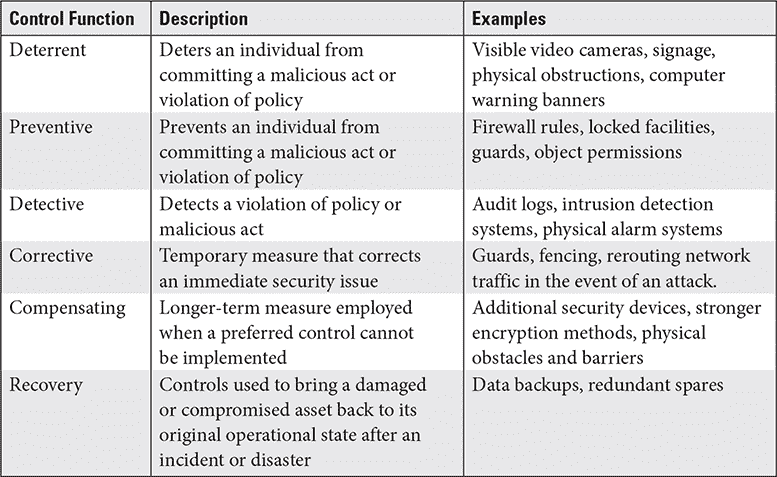 Control Function Description Examples
Deterrent Deters an individual from Visible video cameras, signage,
committing a malicious act or physical obstructions, computer
violation of policy warning banners
Preventive Prevents an individual from Firewall rules, locked facilities,
committing a malicious act or guards, object permissions
violation of policy
Detective Detects a violation of policy or Audit logs, intrusion detection
malicious act systems, physical alarm systems
Corrective Temporary measure that corrects Guards, fencing, rerouting network
an immediate security issue traffic in the event of an attack.
Compensating Longer-term measure employed Additional security devices, stronger
when a preferred control cannot encryption methods, physical
be implemented obstacles and barriers
Recovery Controls used to bring a damaged Data backups, redundant spares
or compromised asset back to its
original operational state after an
incident or disaster